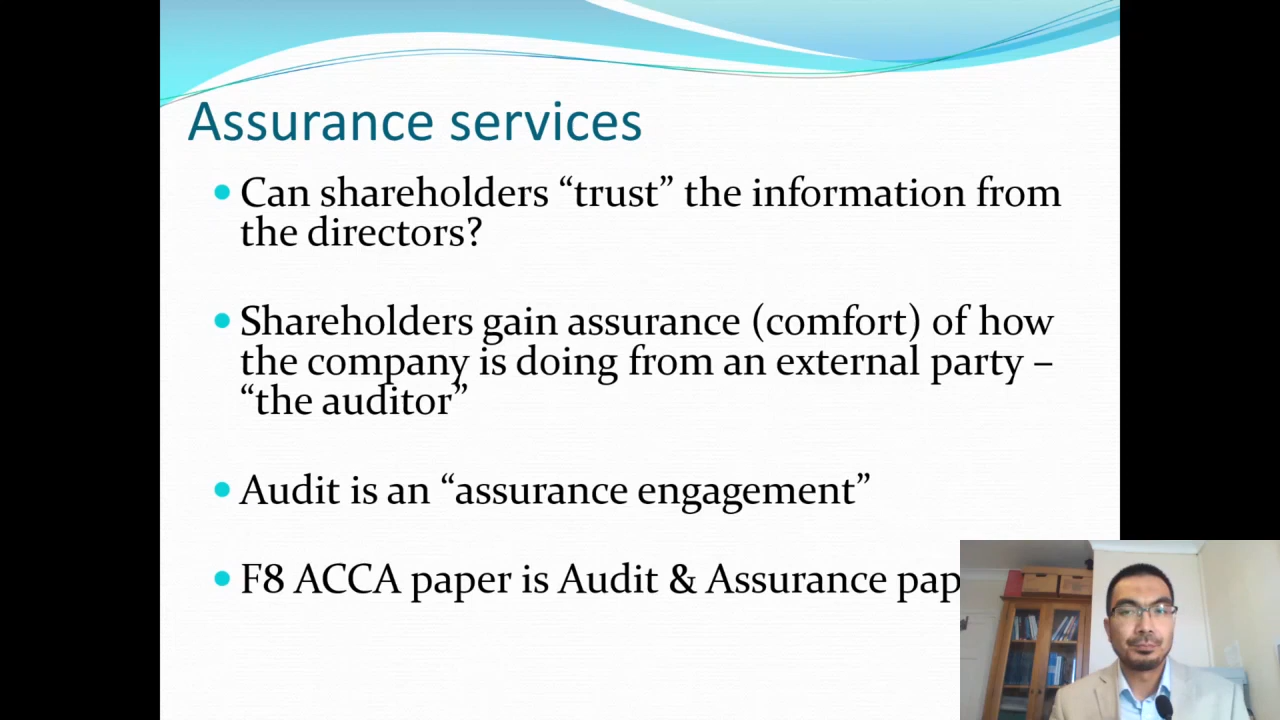 Assurance services
• Can shareholders “trust” the information from
the directors?
• Shareholders gain assurance (comfort) of how
the company is doing from an external party –
“the auditor”
• Audit is an “assurance engagement”
• F8 ACCA paper is Audit & Assurance pap